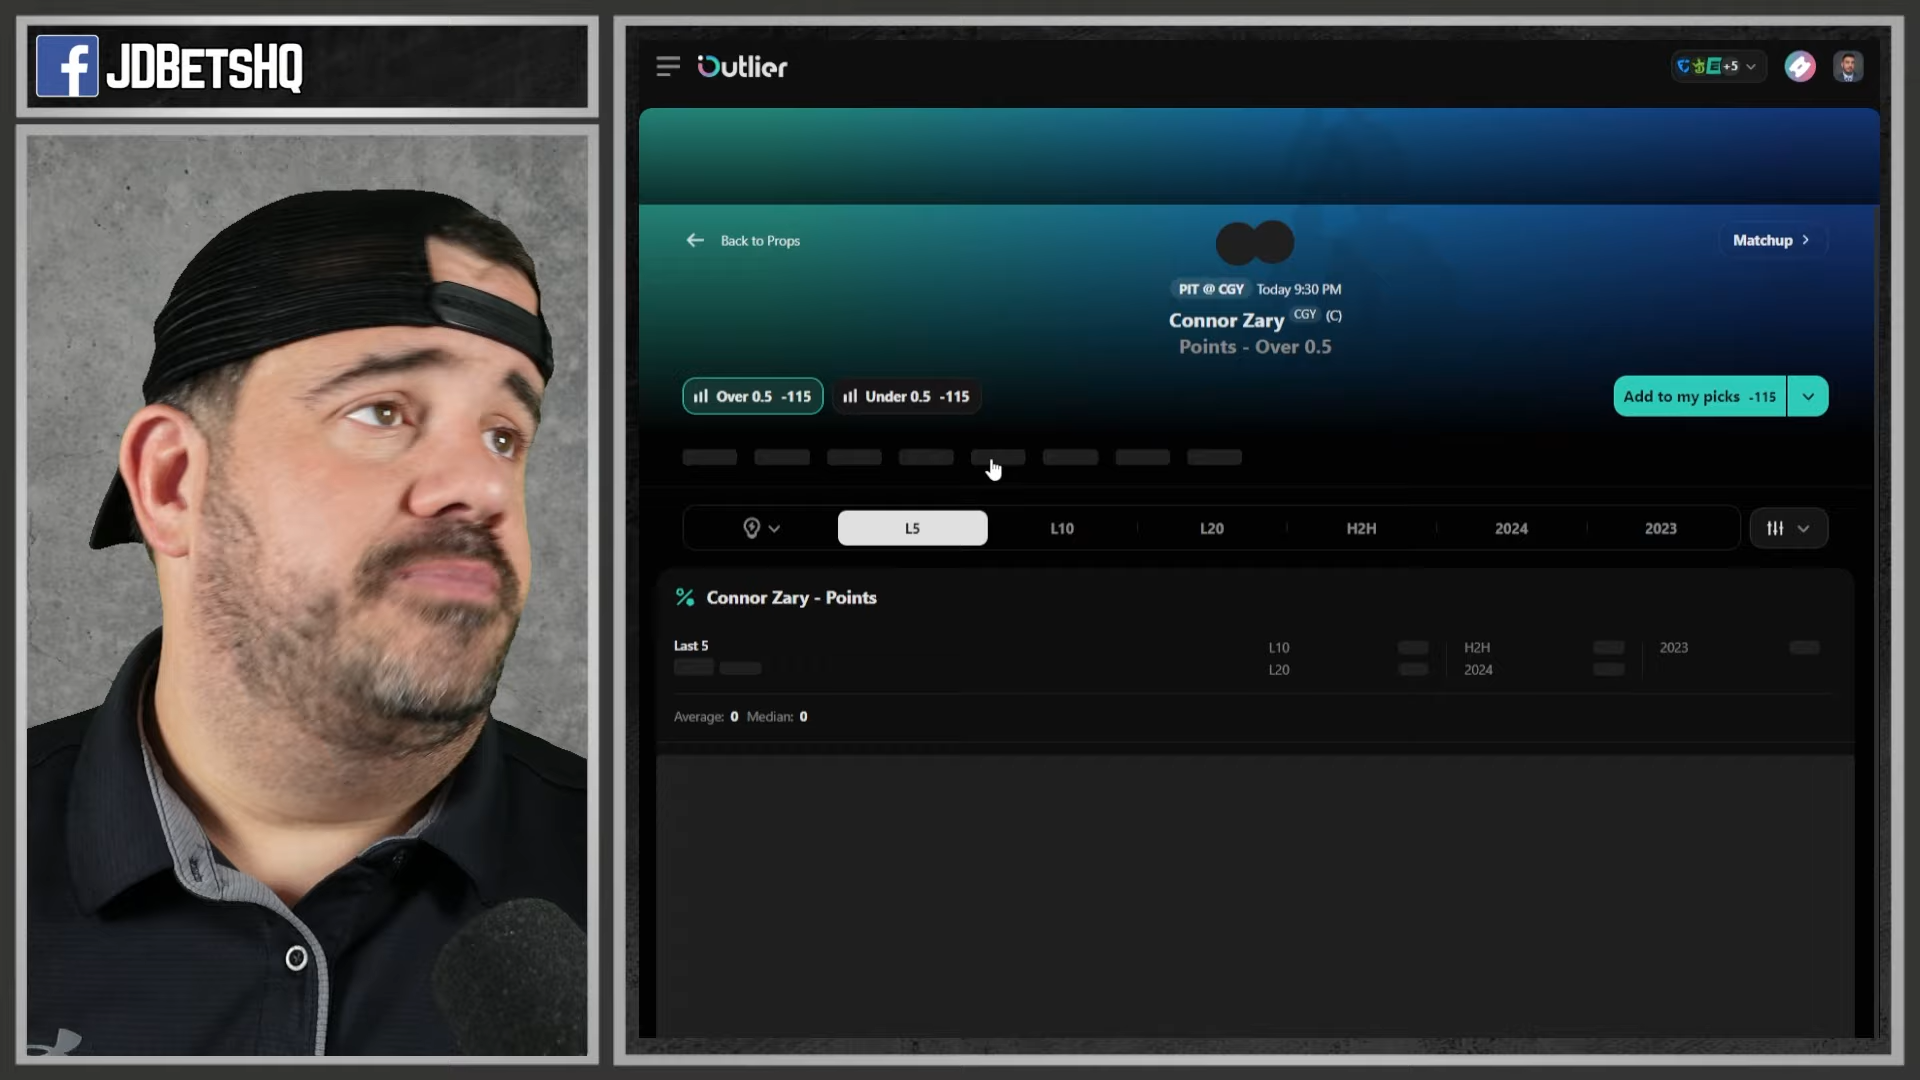 f JDBETSHQ
Outlier
+5
Back to Props
Matchup
PIT @ CGY Today 9:30 PM
Connor Zary CGY (C)
Points - Over 0.5
Over 0.5 -115
Under 0.5 -115
Add to my picks -115
L5
L10
L20
H2H
2024
2023
Connor Zary - Points
Last 5
L10
H2H
2023
L20
2024
Average: 0 Median: 0